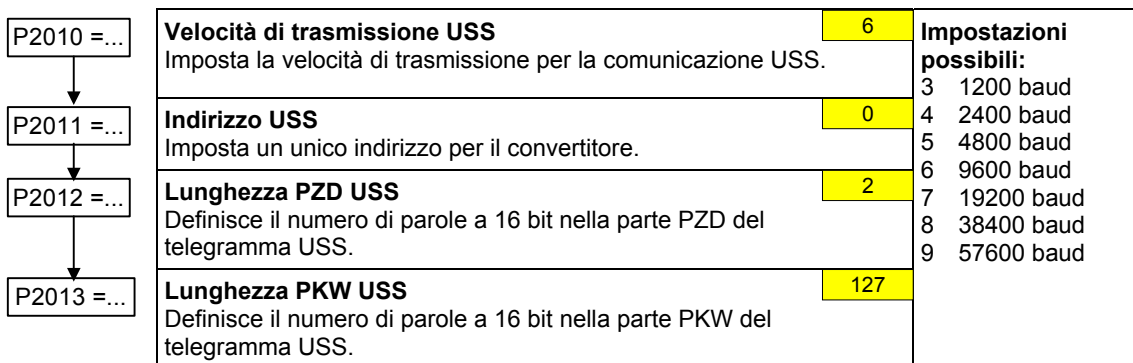 P2010 =...
Velocità di trasmissione USS
6
Imposta la velocità di trasmissione per la comunicazione USS.
P2011 =...
Indirizzo USS
0
Imposta un unico indirizzo per il convertitore.
P2012 =...
Lunghezza PZD USS
2
Definisce il numero di parole a 16 bit nella parte PZD del
telegramma USS.
P2013 =...
Lunghezza PKW USS
127
Definisce il numero di parole a 16 bit nella parte PKW del
telegramma USS.
Impostazioni
possibili:
3 1200 baud
4 2400 baud
5 4800 baud
6 9600 baud
7 19200 baud
8 38400 baud
9 57600 baud